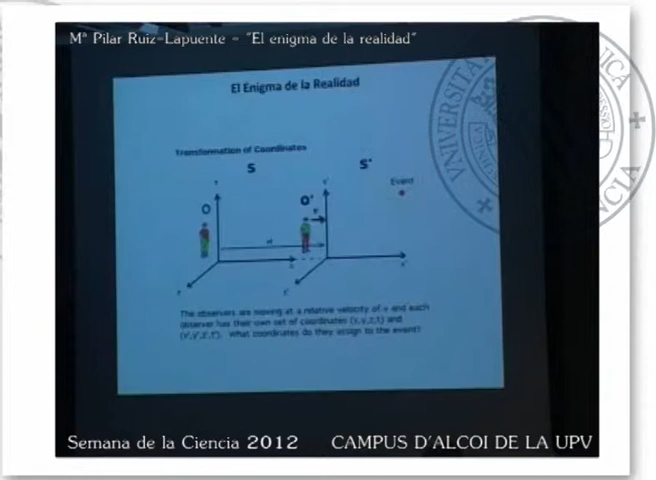 Mª Pilar Ruiz-Lapuente - "El enigma de la realidad"
El Enigma de la Realidad
Transformation of Coordinates
S
S'
Event
O
O'
v
vt
The observers are moving at a relative velocity of v and each
observer has their own set of coordinates (x,y,z,t) and
(x',y',z',t'). What coordinates do they assign to the event?
Semana de la Ciencia 2012
CAMPUS D'ALCOI DE LA UPV